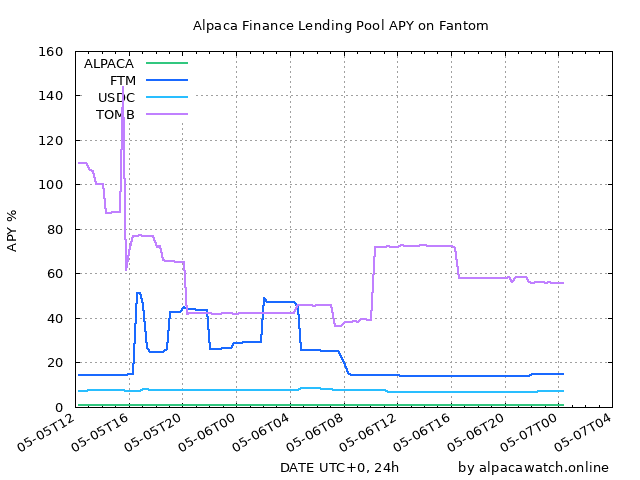 Alpaca Finance Lending Pool APY on Fantom
APY %
160
140
120
100
80
60
40
20
0
ALPACA
FTM
USDC
TOMB
05-05T12
05-05T16
05-05T20
05-06T00
05-06T04
05-06T08
05-06T12
05-06T16
05-06T20
05-07T00
05-07T04
DATE UTC+0, 24h
by alpacawatch.online